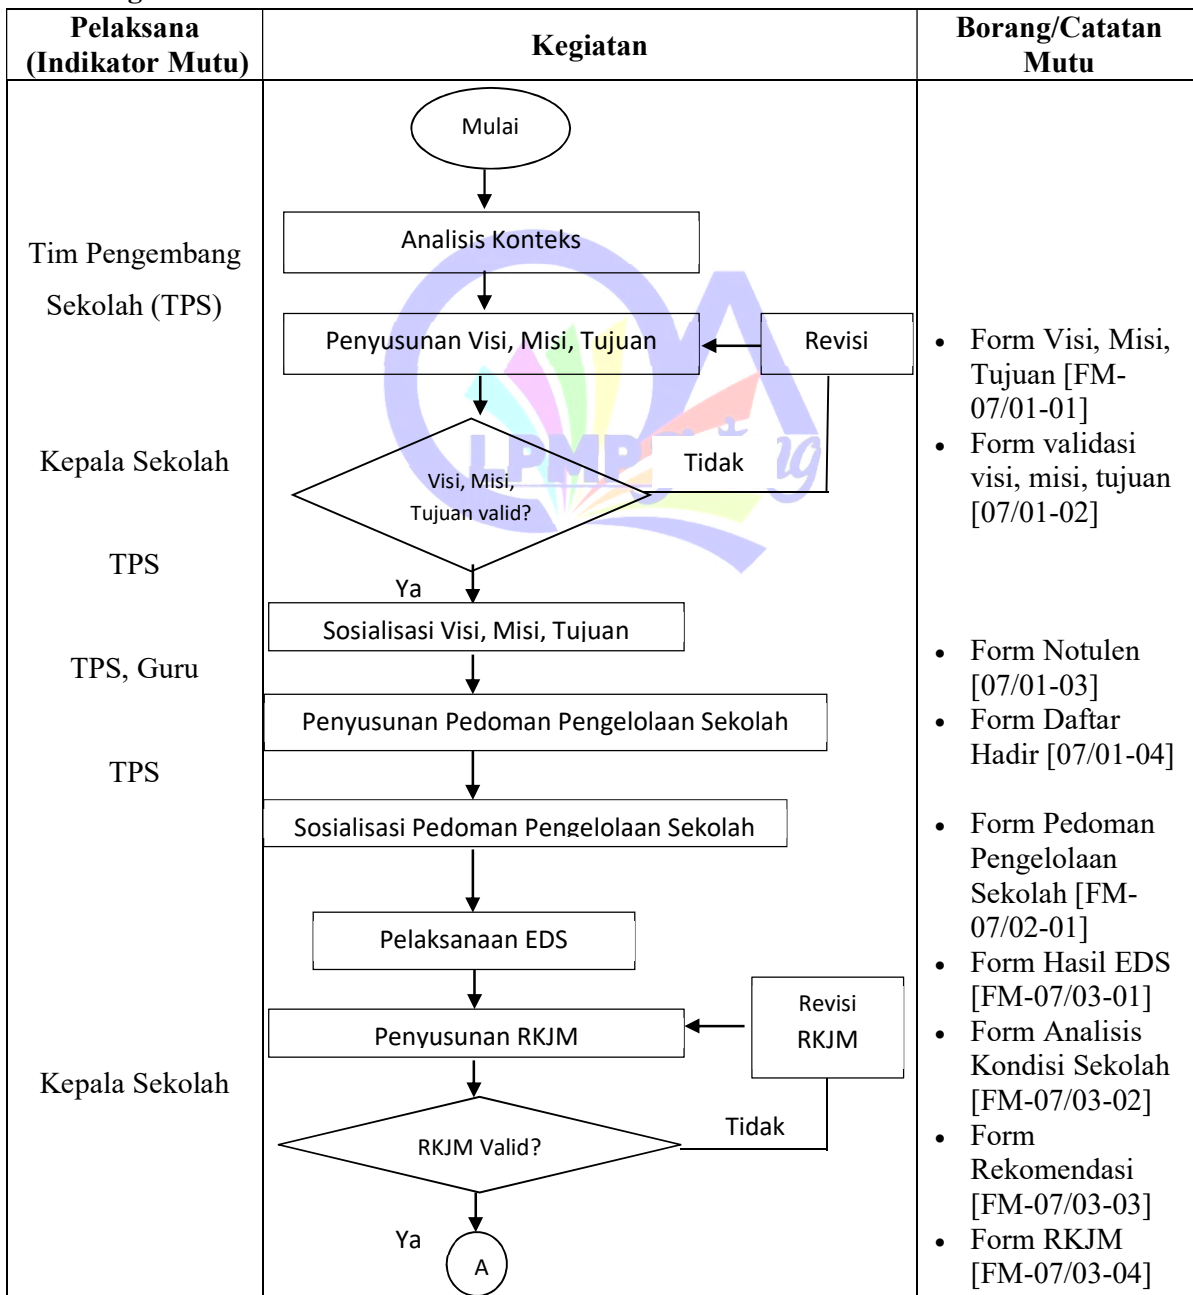 Pelaksana
(Indikator Mutu)
Kegiatan
Borang/Catatan
Mutu
Mulai
Analisis Konteks
Tim Pengembang
Sekolah (TPS)
Penyusunan Visi, Misi, Tujuan
Revisi
Kepala Sekolah
Visi, Misi,
Tujuan valid?
Tidak
LPMP
TPS
Ya
Sosialisasi Visi, Misi, Tujuan
TPS, Guru
Penyusunan Pedoman Pengelolaan Sekolah
TPS
Sosialisasi Pedoman Pengelolaan Sekolah
Pelaksanaan EDS
Penyusunan RKJM
Revisi
RKJM
Kepala Sekolah
RKJM Valid?
Tidak
Ya
A
• Form Visi, Misi,
Tujuan [FM-
07/01-01]
• Form validasi
visi, misi, tujuan
[07/01-02]
• Form Notulen
[07/01-03]
• Form Daftar
Hadir [07/01-04]
• Form Pedoman
Pengelolaan
Sekolah [FM-
07/02-01]
• Form Hasil EDS
[FM-07/03-01]
• Form Analisis
Kondisi Sekolah
[FM-07/03-02]
• Form
Rekomendasi
[FM-07/03-03]
• Form RKJM
[FM-07/03-04]